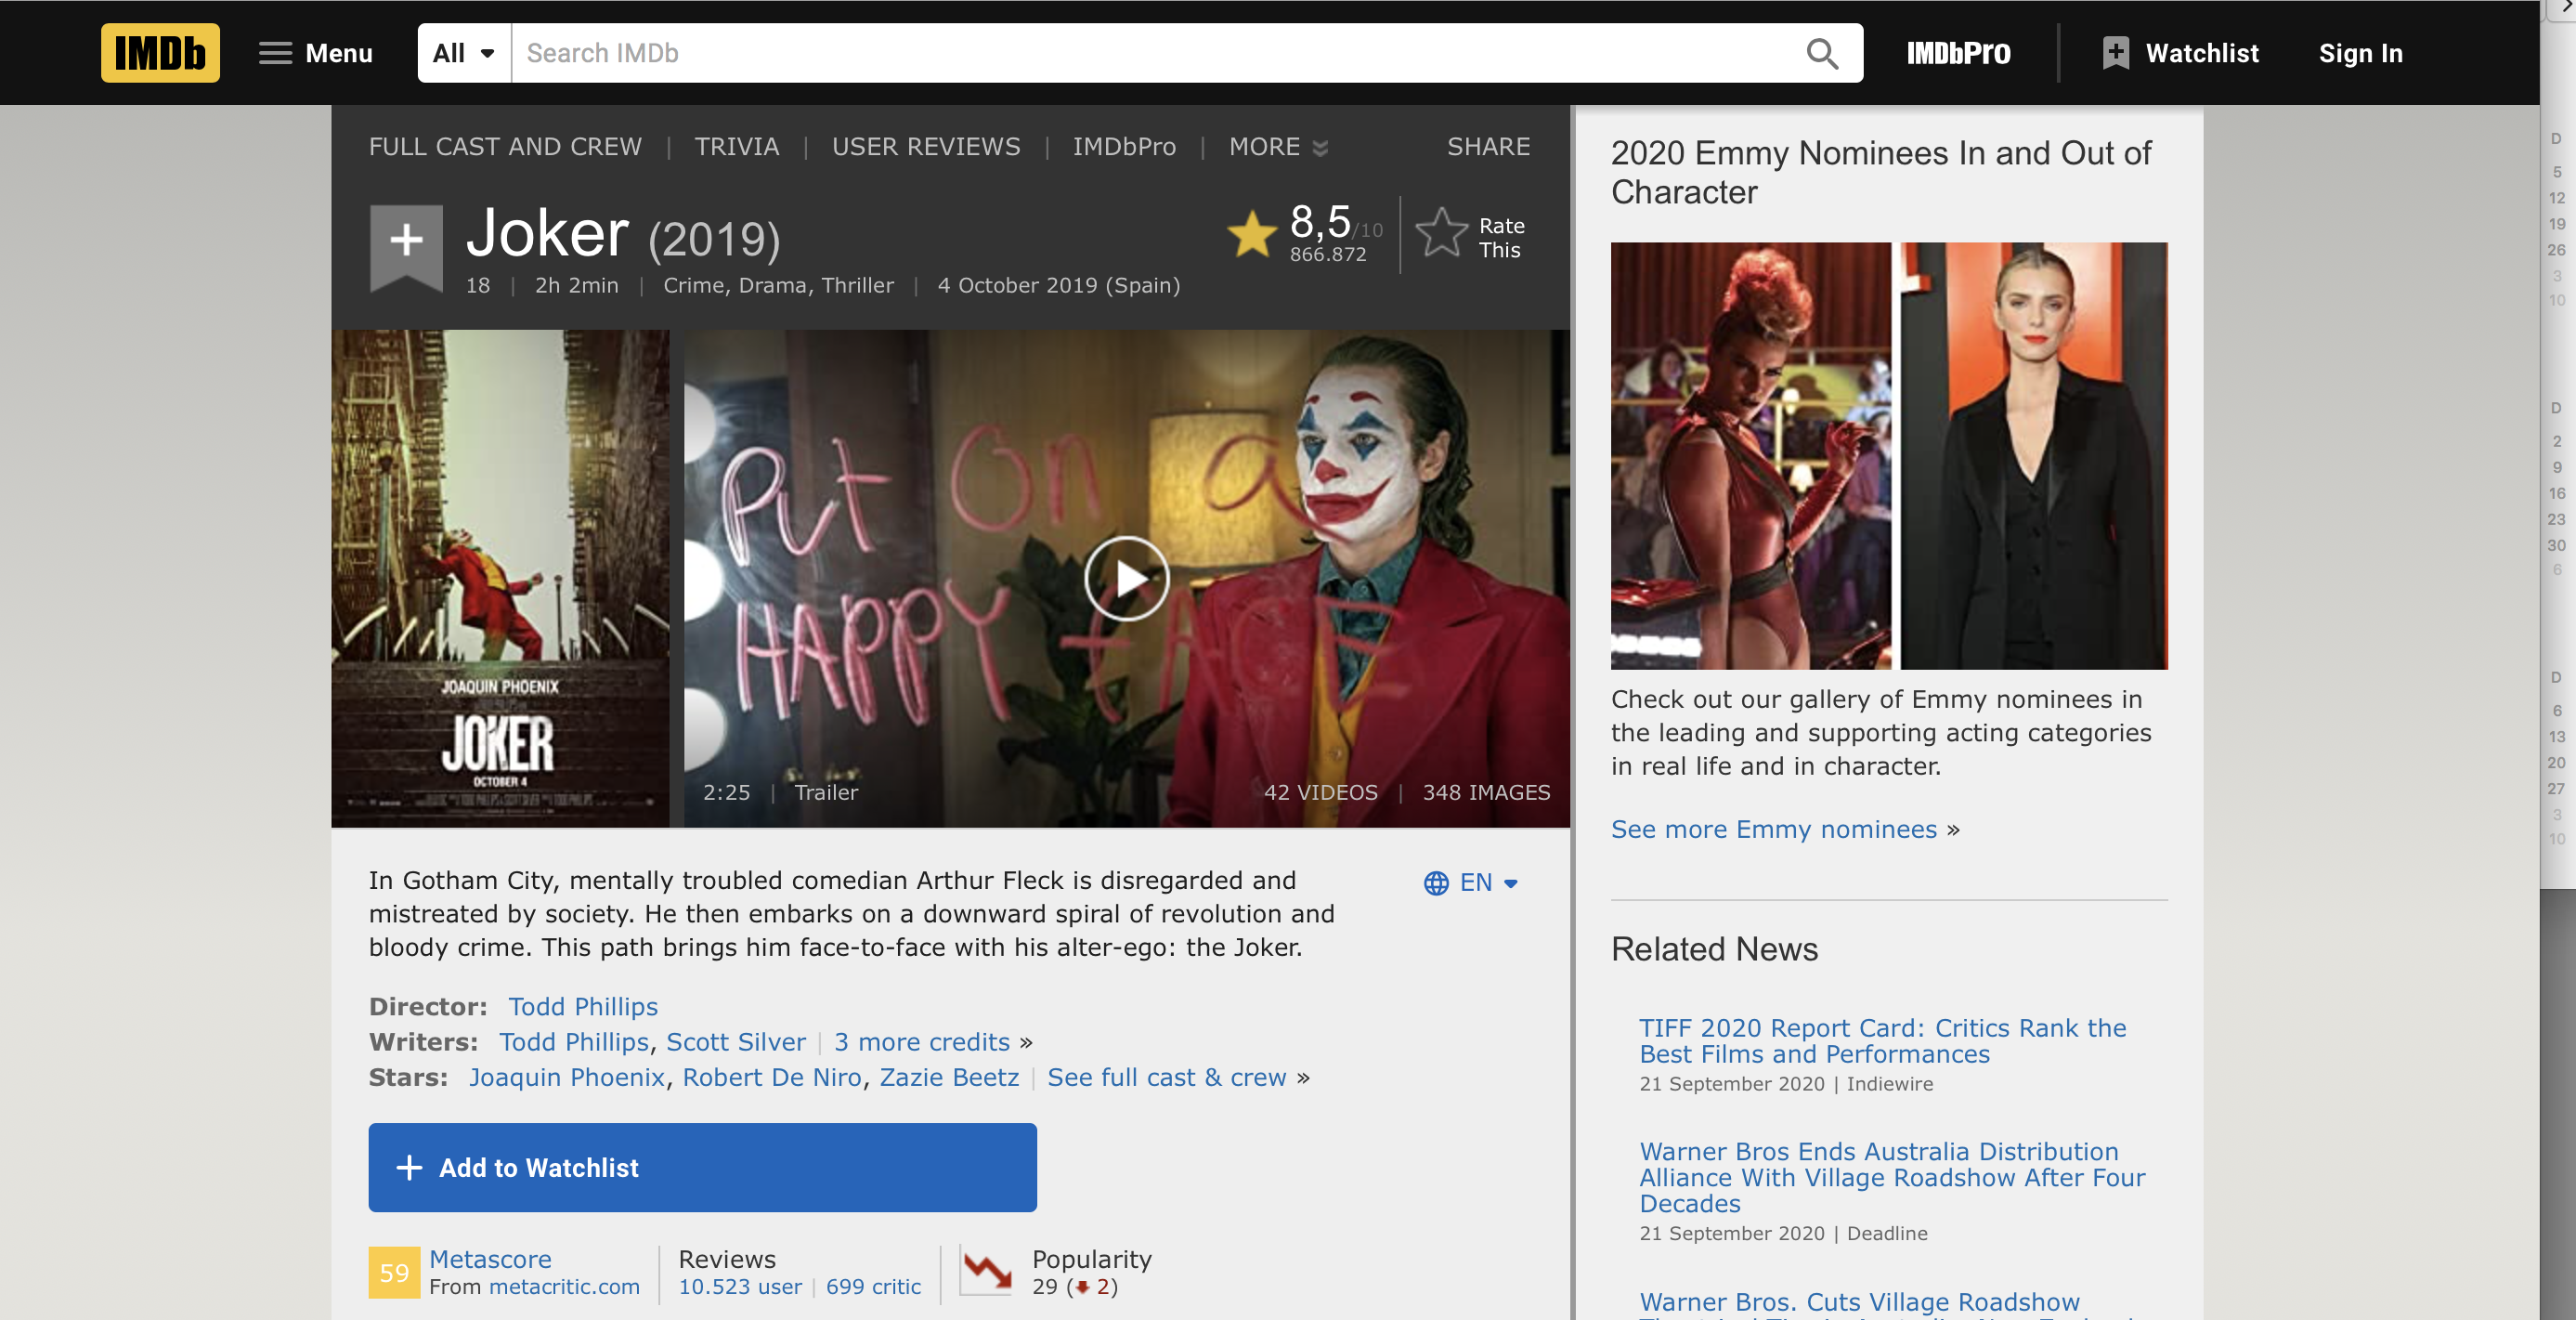 IMDb
Menu
All
Search IMDb
IMDbPro
Watchlist
Sign In
FULL CAST AND CREW | TRIVIA | USER REVIEWS | IMDbPro | MORE
SHARE
Joker (2019)
8,5/10
866.872
Rate
This
18 | 2h 2min | Crime, Drama, Thriller | 4 October 2019 (Spain)
JOAQUIN PHOENIX
JOKER
OCTOBER 4
Put On a
HAPPY FACE
2:25 | Trailer
42 VIDEOS | 348 IMAGES
In Gotham City, mentally troubled comedian Arthur Fleck is disregarded and
mistreated by society. He then embarks on a downward spiral of revolution and
bloody crime. This path brings him face-to-face with his alter-ego: the Joker.
EN
Director: Todd Phillips
Writers: Todd Phillips, Scott Silver | 3 more credits »
Stars: Joaquin Phoenix, Robert De Niro, Zazie Beetz | See full cast & crew »
+ Add to Watchlist
59
Metascore
From metacritic.com
Reviews
10.523 user | 699 critic
Popularity
29 (2)
2020 Emmy Nominees In and Out of
Character
Check out our gallery of Emmy nominees in
the leading and supporting acting categories
in real life and in character.
See more Emmy nominees »
Related News
TIFF 2020 Report Card: Critics Rank the
Best Films and Performances
21 September 2020 | Indiewire
Warner Bros Ends Australia Distribution
Alliance With Village Roadshow After Four
Decades
21 September 2020 | Deadline
Warner Bros. Cuts Village Roadshow
D
5
12
19
26
3
10
D
2
9
16
23
30
6
D
6
13
20
27
3
10